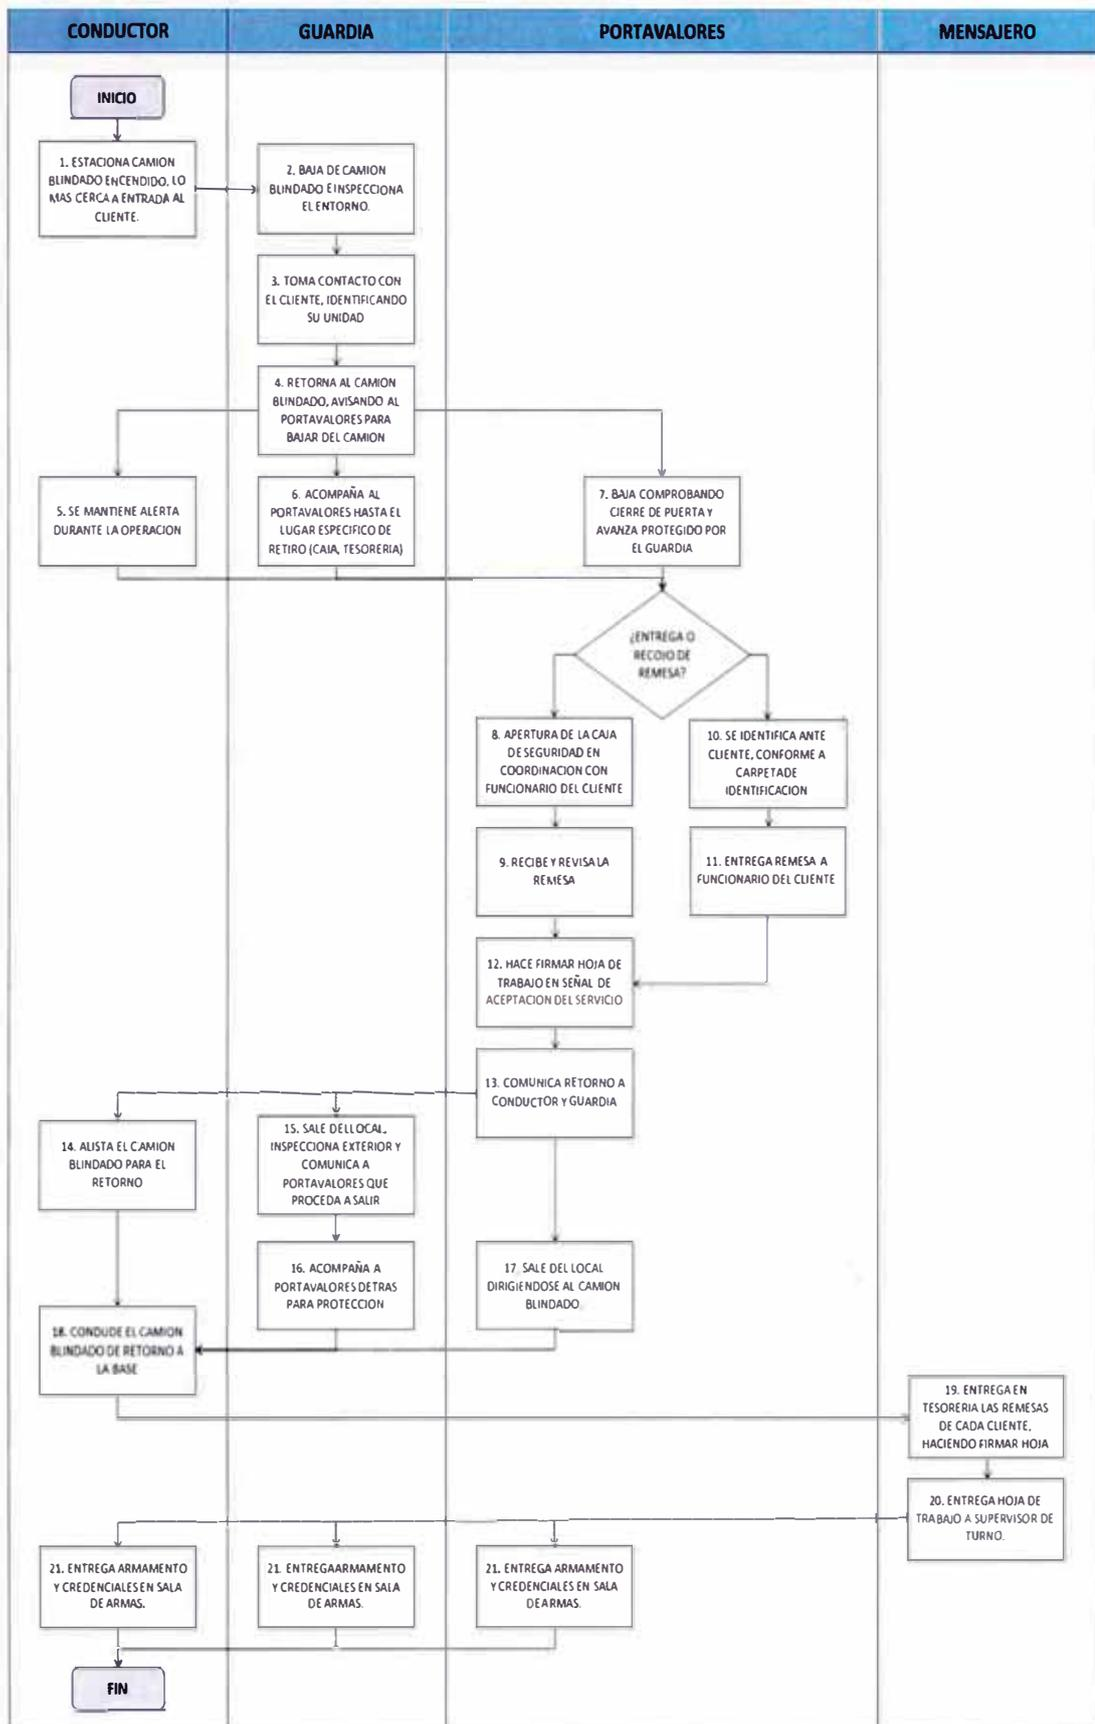 CONDUCTOR
GUARDIA
PORTAVALORES
MENSAJERO
INICIO
1. ESTACIONA CAMION
BLINDADO ENCENDIDO, LO
MAS CERCA A ENTRADA AL
CLIENTE.
2. BAJA DE CAMION
BLINDADO E INSPECCIONA
EL ENTORNO.
3. TOMA CONTACTO CON
EL CLIENTE, IDENTIFICANDO
SU UNIDAD
4. RETORNA AL CAMION
BLINDADO, AVISANDO AL
PORTAVALORES PARA
BAJAR DEL CAMION
5. SE MANTIENE ALERTA
DURANTE LA OPERACION
6. ACOMPAÑA AL
PORTAVALORES HASTA EL
LUGAR ESPECIFICO DE
RETIRO (CAJA, TESORERIA)
7. BAJA COMPROBANDO
CIERRE DE PUERTA Y
AVANZA PROTEGIDO POR
EL GUARDIA
¿ENTREGA O
RECOJO DE
REMESA?
8. APERTURA DE LA CAJA
DE SEGURIDAD EN
COORDINACION CON
FUNCIONARIO DEL CLIENTE
10. SE IDENTIFICA ANTE
CLIENTE, CONFORME A
CARPETA DE
IDENTIFICACION
9. RECIBE Y REVISA LA
REMESA
11. ENTREGA REMESA A
FUNCIONARIO DEL CLIENTE
12. HACE FIRMAR HOJA DE
TRABAJO EN SEÑAL DE
ACEPTACION DEL SERVICIO
13. COMUNICA RETORNO A
CONDUCTOR Y GUARDIA
14. ALISTA EL CAMION
BLINDADO PARA EL
RETORNO
15. SALE DEL LOCAL,
INSPECCIONA EXTERIOR Y
COMUNICA A
PORTAVALORES QUE
PROCEDA A SALIR
16. ACOMPAÑA A
PORTAVALORES DETRAS
PARA PROTECCION
17. SALE DEL LOCAL
DIRIGIENDOSE AL CAMION
BLINDADO.
18. CONDUDE EL CAMION
BLINDADO DE RETORNO A
LA BASE
19. ENTREGA EN
TESORERIA LAS REMESAS
DE CADA CLIENTE,
HACIENDO FIRMAR HOJA
20. ENTREGA HOJA DE
TRABAJO A SUPERVISOR DE
TURNO.
21. ENTREGA ARMAMENTO
Y CREDENCIALES EN SALA
DE ARMAS.
21. ENTREGA ARMAMENTO
Y CREDENCIALES EN SALA
DE ARMAS.
21. ENTREGA ARMAMENTO
Y CREDENCIALES EN SALA
DE ARMAS.
FIN